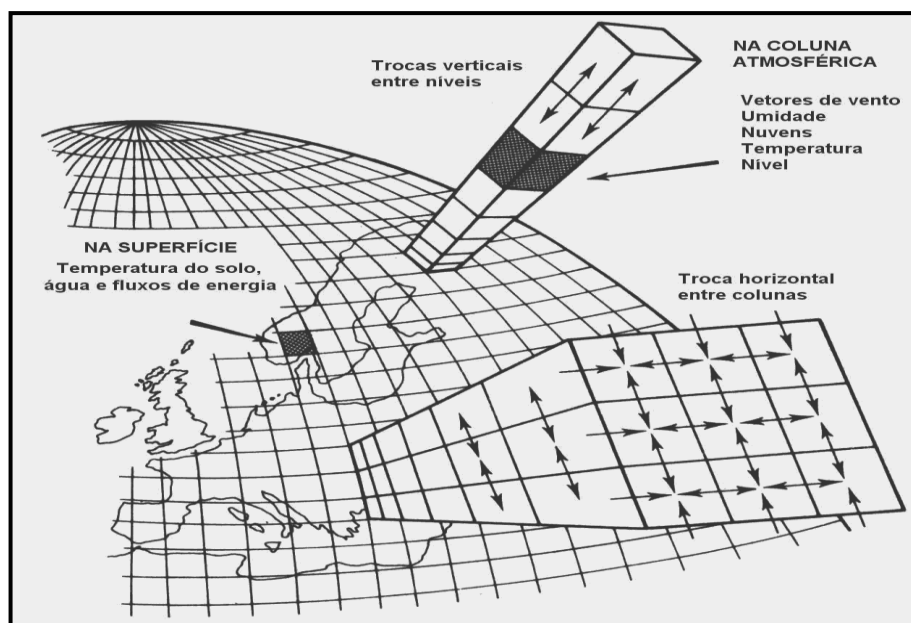 Trocas verticais
entre níveis
NA COLUNA
ATMOSFÉRICA
Vetores de vento
Umidade
Nuvens
Temperatura
Nível
NA SUPERFÍCIE
Temperatura do solo,
água e fluxos de energia
Troca horizontal
entre colunas